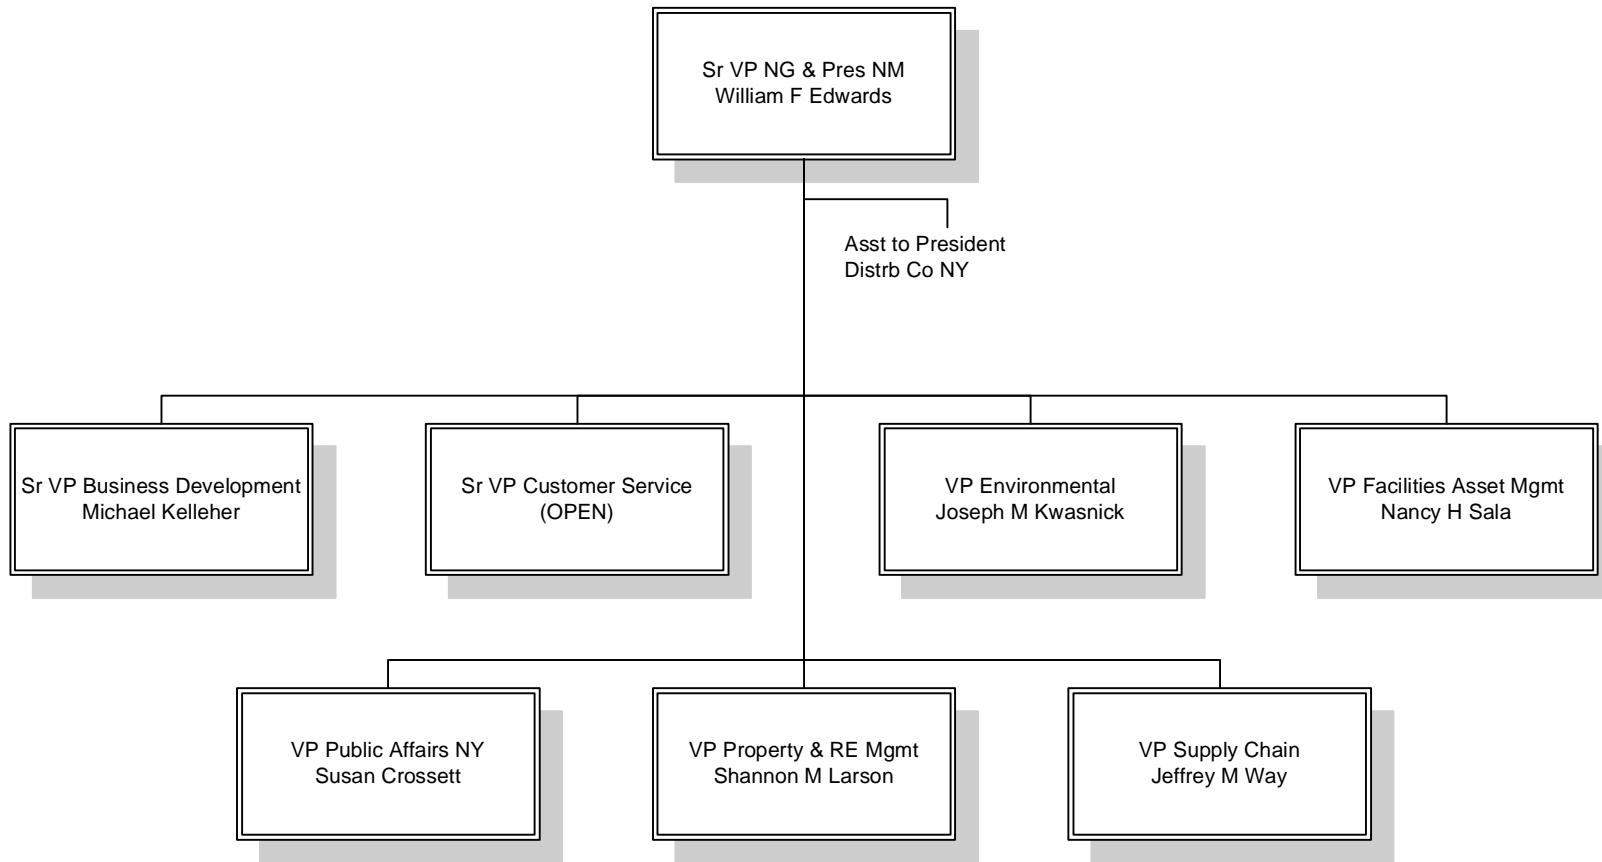 Sr VP NG & Pres NM
William F Edwards
Asst to President
Distrb Co NY
Sr VP Business Development
Michael Kelleher
Sr VP Customer Service
(OPEN)
VP Environmental
Joseph M Kwasnick
VP Facilities Asset Mgmt
Nancy H Sala
VP Public Affairs NY
Susan Crossett
VP Property & RE Mgmt
Shannon M Larson
VP Supply Chain
Jeffrey M Way